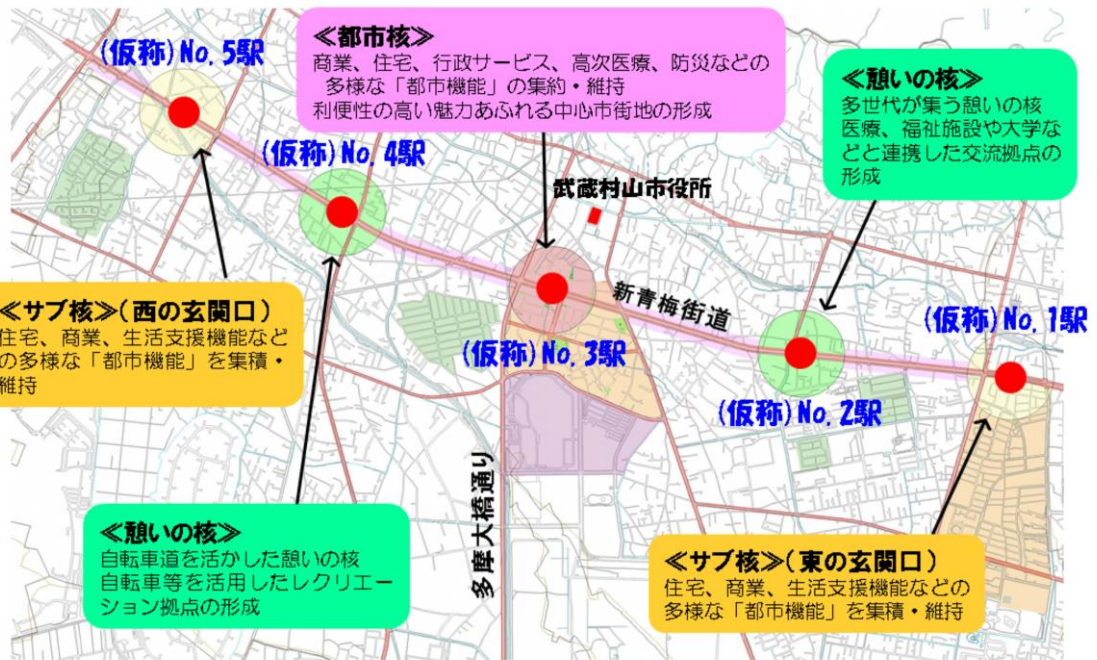 (仮称)No. 5駅
≪都市核≫
商業、住宅、行政サービス、高次医療、防災などの
多様な「都市機能」の集約・維持
利便性の高い魅力あふれる中心市街地の形成
≪憩いの核≫
多世代が集う憩いの核
医療、福祉施設や大学な
どと連携した交流拠点の
形成
(仮称)No. 4駅
武蔵村山市役所
≪サブ核≫(西の玄関口)
住宅、商業、生活支援機能など
の多様な「都市機能」を集積・
維持
新青梅街道
(仮称)No. 1駅
(仮称)No. 3駅
(仮称)No. 2駅
多摩大橋通り
≪憩いの核≫
自転車道を活かした憩いの核
自転車等を活用したレクリエー
ション拠点の形成
≪サブ核≫(東の玄関口)
住宅、商業、生活支援機能などの
多様な「都市機能」を集積・維持